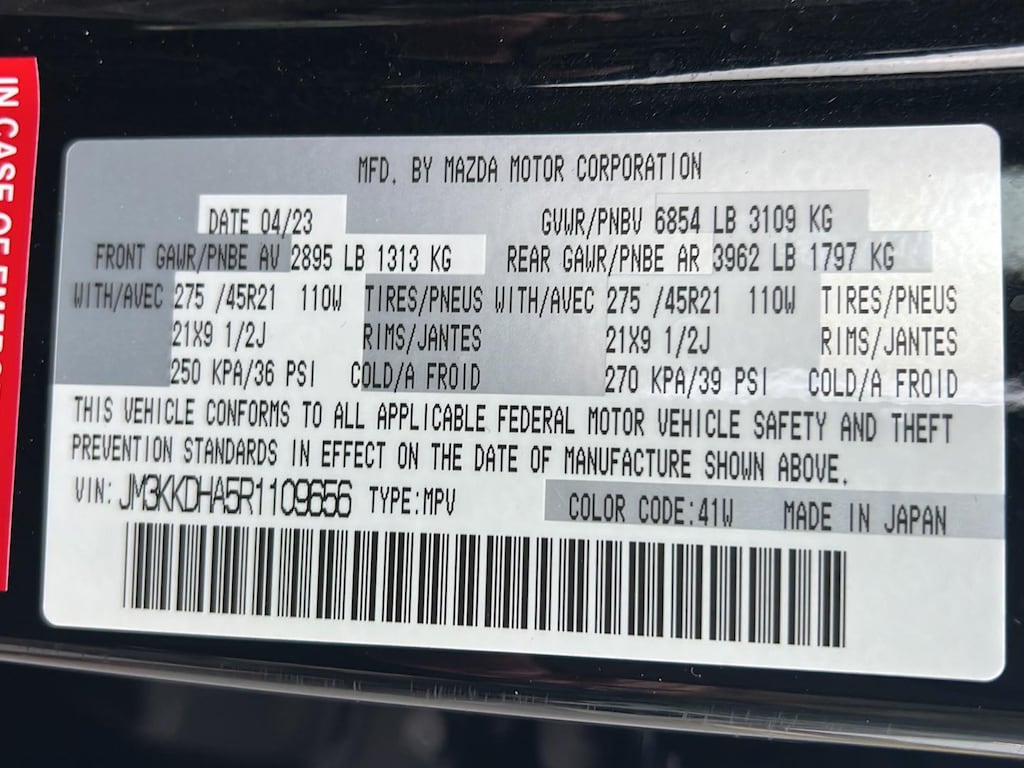 IN CASE OF
MFD. BY MAZDA MOTOR CORPORATION
DATE 04/23 GVWR/PNBV 6854 LB 3109 KG
FRONT GAWR/PNBE AV 2895 LB 1313 KG REAR GAWR/PNBE AR 3962 LB 1797 KG
WITH/AVEC 275 /45R21 110W TIRES/PNEUS WITH/AVEC 275 /45R21 110W TIRES/PNEUS
21X9 1/2J RIMS/JANTES 21X9 1/2J RIMS/JANTES
250 KPA/36 PSI COLD/A FROID 270 KPA/39 PSI COLD/A FROID
THIS VEHICLE CONFORMS TO ALL APPLICABLE FEDERAL MOTOR VEHICLE SAFETY AND THEFT
PREVENTION STANDARDS IN EFFECT ON THE DATE OF MANUFACTURE SHOWN ABOVE.
VIN: JM3KKDHA5R1109656 TYPE:MPV COLOR CODE:41W MADE IN JAPAN